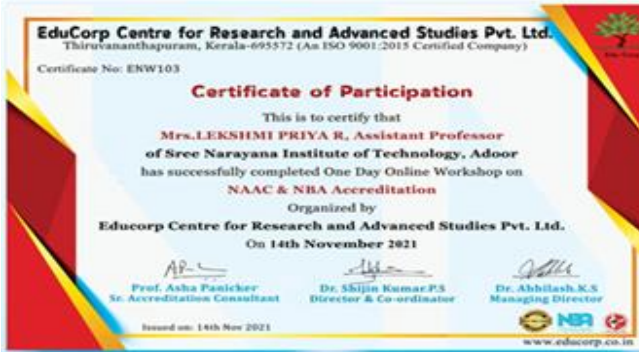 EduCorp Centre for Research and Advanced Studies Pvt. Ltd.
Thiruvananthapuram, Kerala-695572 (An ISO 9001:2015 Certified Company)
Certificate No: ENW103
Certificate of Participation
This is to certify that
Mrs.LEKSHMI PRIYA R, Assistant Professor
of Sree Narayana Institute of Technology, Adoor
has successfully completed One Day Online Workshop on
NAAC & NBA Accreditation
Organized by
Educorp Centre for Research and Advanced Studies Pvt. Ltd.
On 14th November 2021
Prof. Asha Panicker
Sr. Accreditation Consultant
Dr. Shijin Kumar.P.S
Director & Co-ordinator
Dr. Abhilash.K.S
Managing Director
Issued on: 14th Nov 2021
NBA
www.educorp.co.in